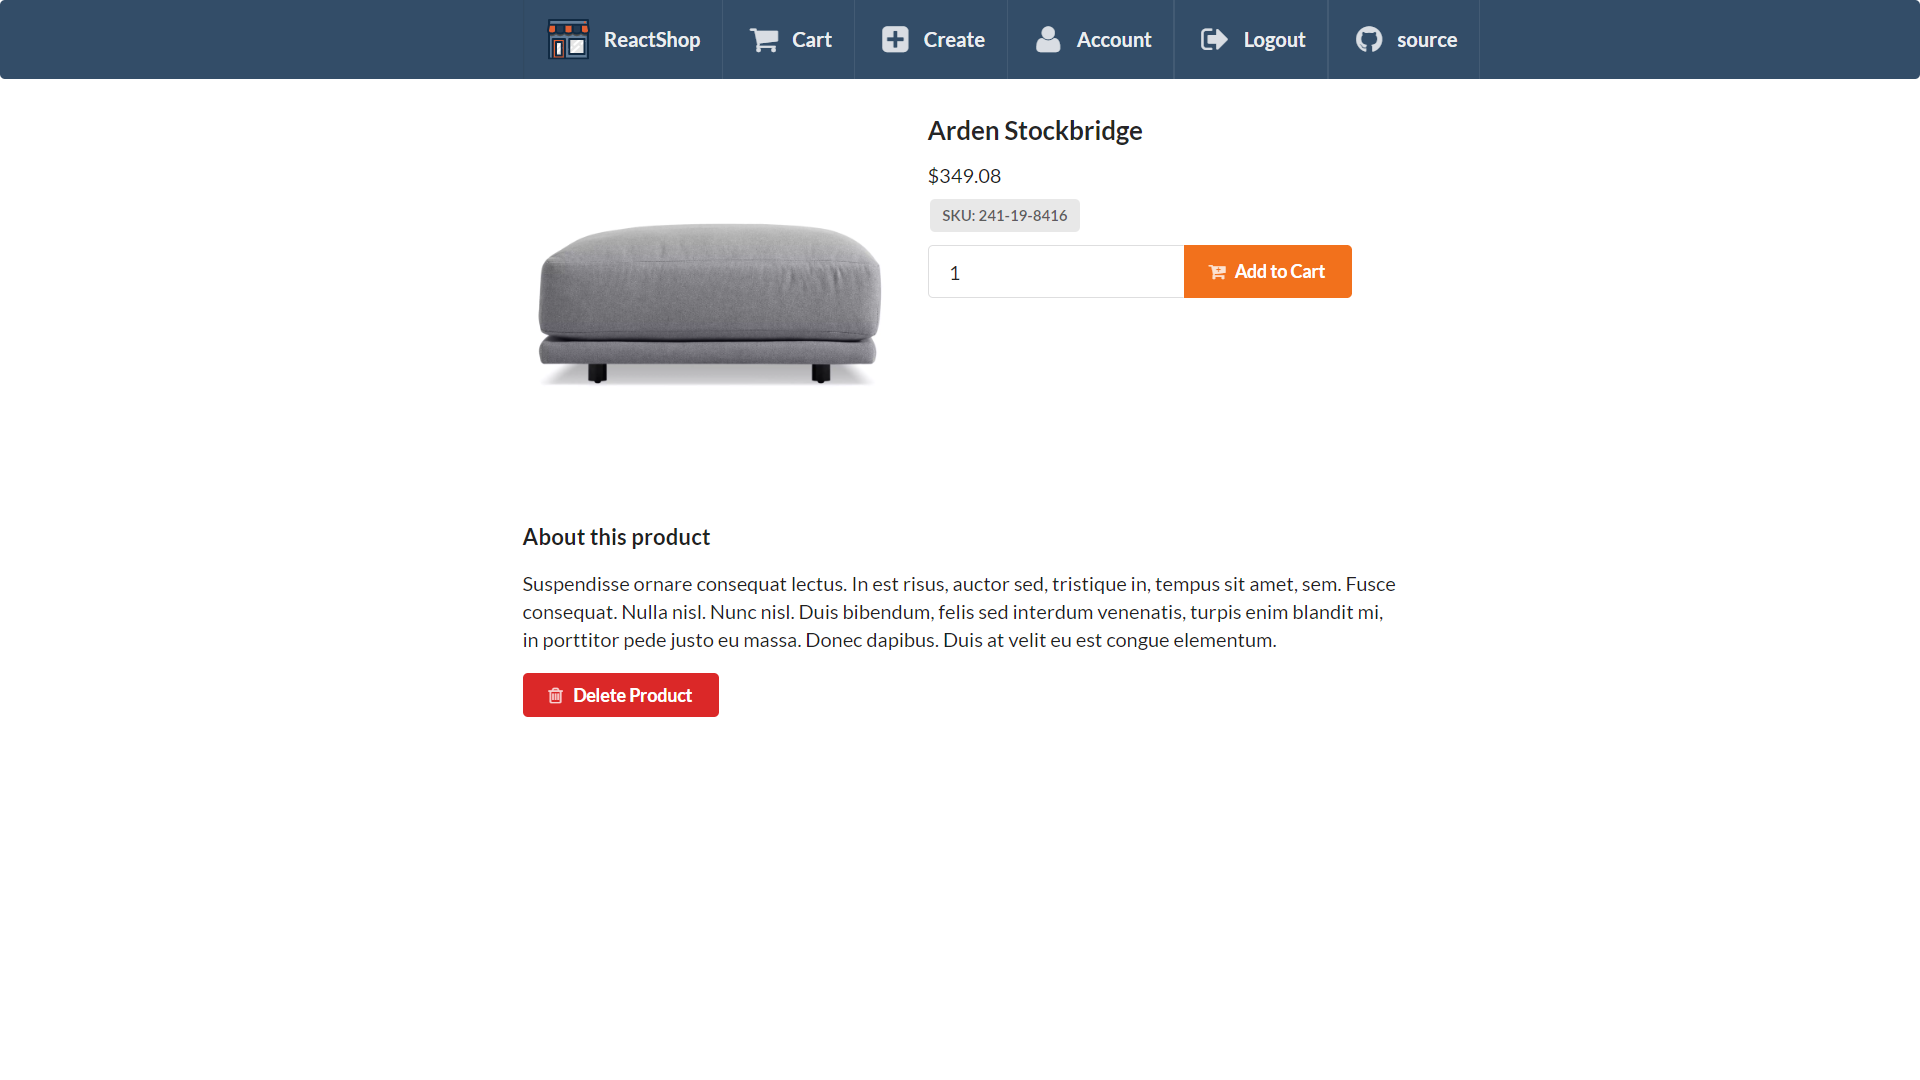 ReactShop
Cart
Create
Account
Logout
source
Arden Stockbridge
$349.08
SKU: 241-19-8416
1
Add to Cart
About this product
Suspendisse ornare consequat lectus. In est risus, auctor sed, tristique in, tempus sit amet, sem. Fusce
consequat. Nulla nisl. Nunc nisl. Duis bibendum, felis sed interdum venenatis, turpis enim blandit mi,
in porttitor pede justo eu massa. Donec dapibus. Duis at velit eu est congue elementum.
Delete Product